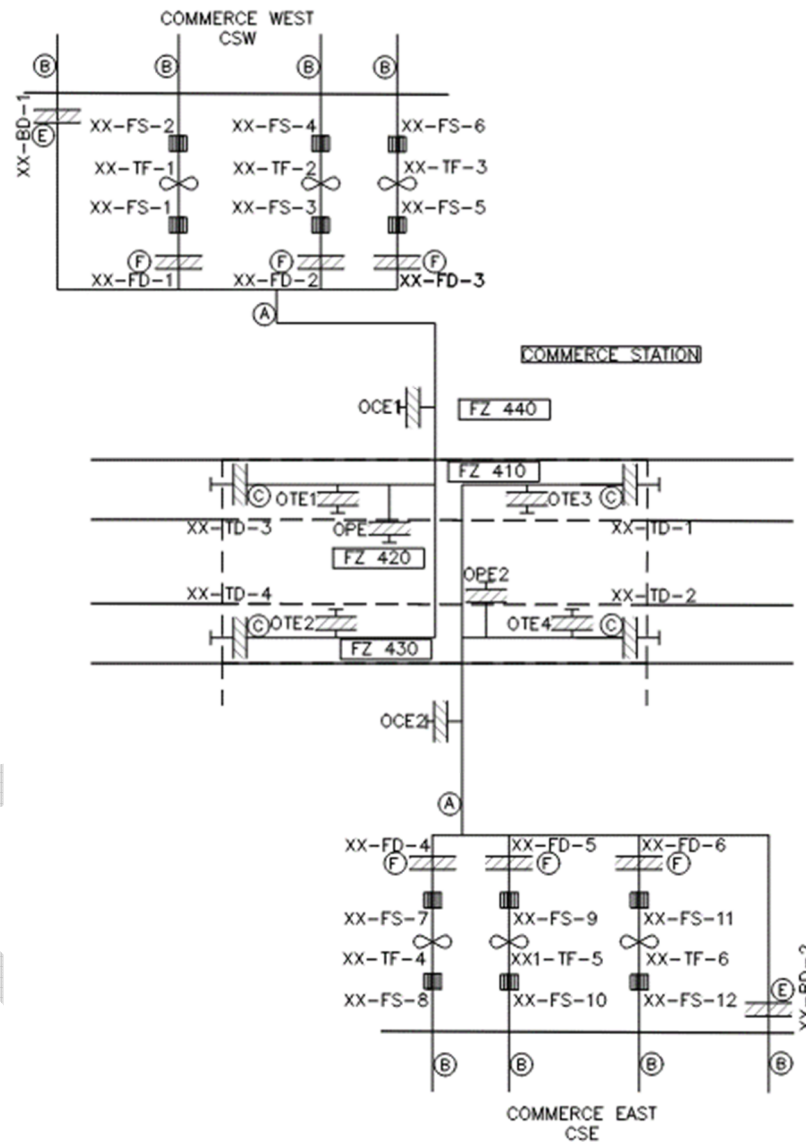 COMMERCE WEST
CSW
B B B B
XX-BD-1
E
XX-FS-2 XX-FS-4 XX-FS-6
XX-TF-1 XX-TF-2 XX-TF-3
XX-FS-1 XX-FS-3 XX-FS-5
F F F
XX-FD-1 XX-FD-2 XX-FD-3
A
COMMERCE STATION
OCE1 FZ 440
FZ 410
C OTE1 OTE3 C
XX-TD-3 OPE XX-TD-1
FZ 420
OPE2
XX-TD-4 XX-TD-2
C OTE2 OTE4 C
FZ 430
OCE2
A
XX-FD-4 XX-FD-5 XX-FD-6
F F F
XX-FS-7 XX-FS-9 XX-FS-11
XX-TF-4 XX1-TF-5 XX-TF-6
XX-FS-8 XX-FS-10 XX-FS-12
E
XX-BD-2
B B B B
COMMERCE EAST
CSE